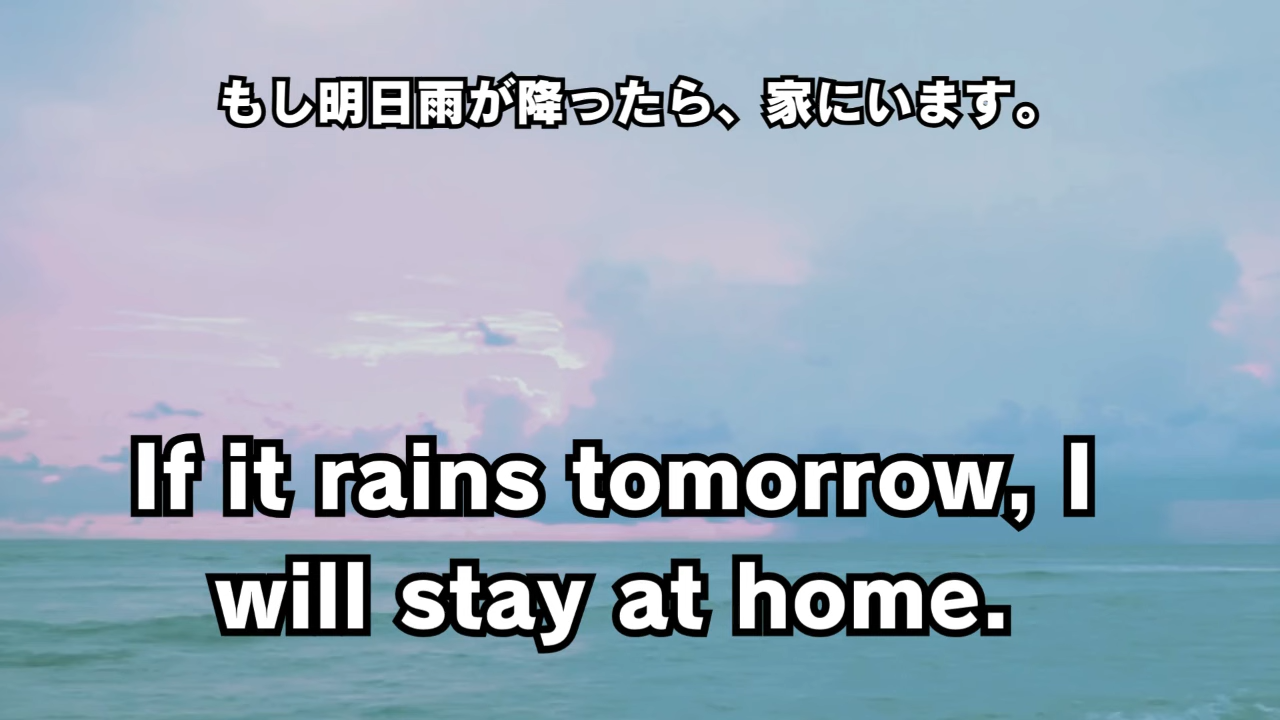 もし明日雨が降ったら、家にいます。
If it rains tomorrow, I
will stay at home.